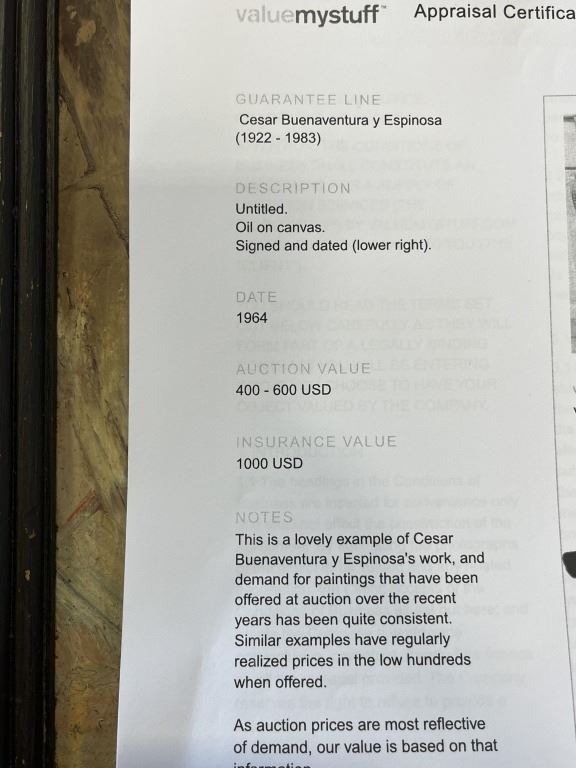 valuemystuff™ Appraisal Certifica
GUARANTEE LINE
Cesar Buenaventura y Espinosa
(1922 - 1983)
DESCRIPTION
Untitled.
Oil on canvas.
Signed and dated (lower right).
DATE
1964
AUCTION VALUE
400 - 600 USD
INSURANCE VALUE
1000 USD
NOTES
This is a lovely example of Cesar
Buenaventura y Espinosa's work, and
demand for paintings that have been
offered at auction over the recent
years has been quite consistent.
Similar examples have regularly
realized prices in the low hundreds
when offered.
As auction prices are most reflective
of demand, our value is based on that
information